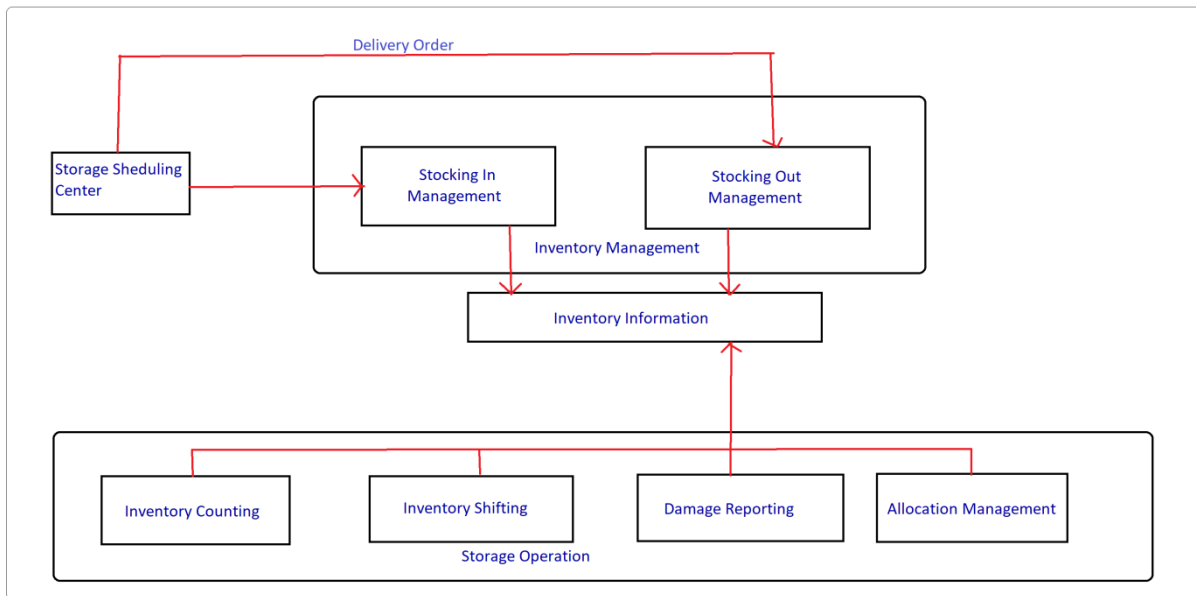 Delivery Order
Storage Sheduling
Center
Stocking In
Management
Stocking Out
Management
Inventory Management
Inventory Information
Inventory Counting
Inventory Shifting
Damage Reporting
Allocation Management
Storage Operation